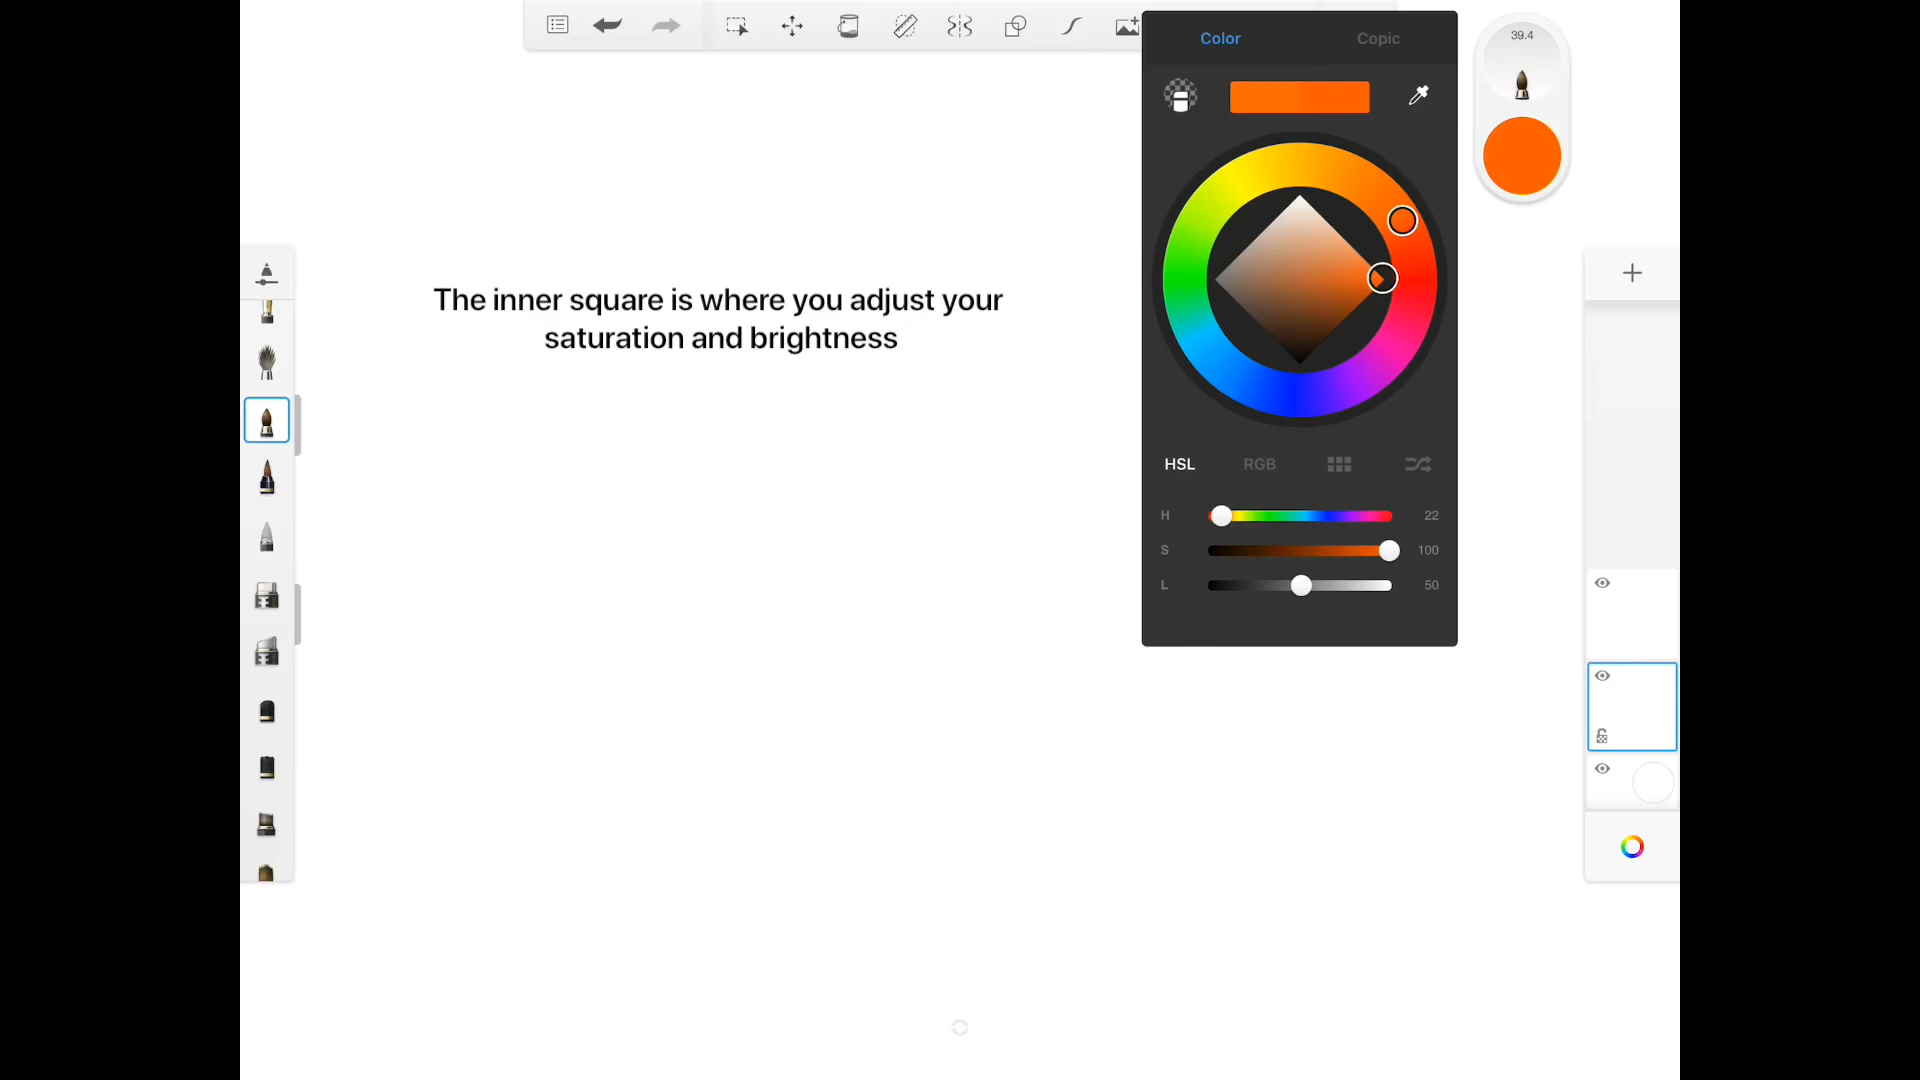 Color
Copic
39.4
The inner square is where you adjust your
saturation and brightness
HSL
RGB
H
22
S
100
L
50